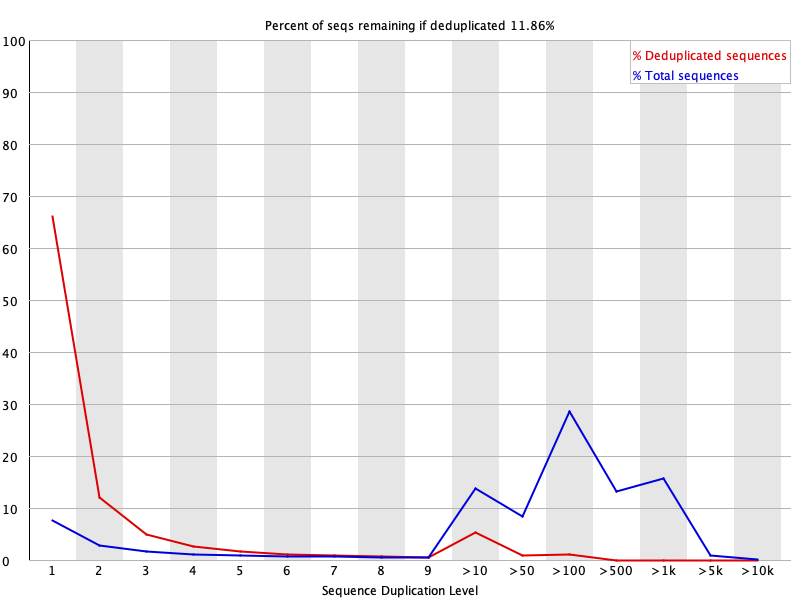 Percent of seqs remaining if deduplicated 11.86%
% Deduplicated sequences
% Total sequences
100
90
80
70
60
50
40
30
20
10
0
1 2 3 4 5 6 7 8 9 >10 >50 >100 >500 >1k >5k >10k
Sequence Duplication Level